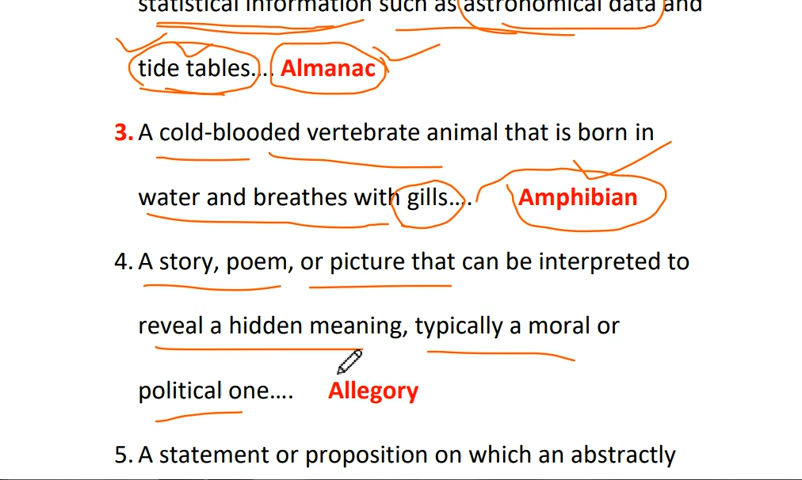 statistical information such as astronomical data and
tide tables.... Almanac
3. A cold-blooded vertebrate animal that is born in
water and breathes with gills.... Amphibian
4. A story, poem, or picture that can be interpreted to
reveal a hidden meaning, typically a moral or
political one.... Allegory
5. A statement or proposition on which an abstractly